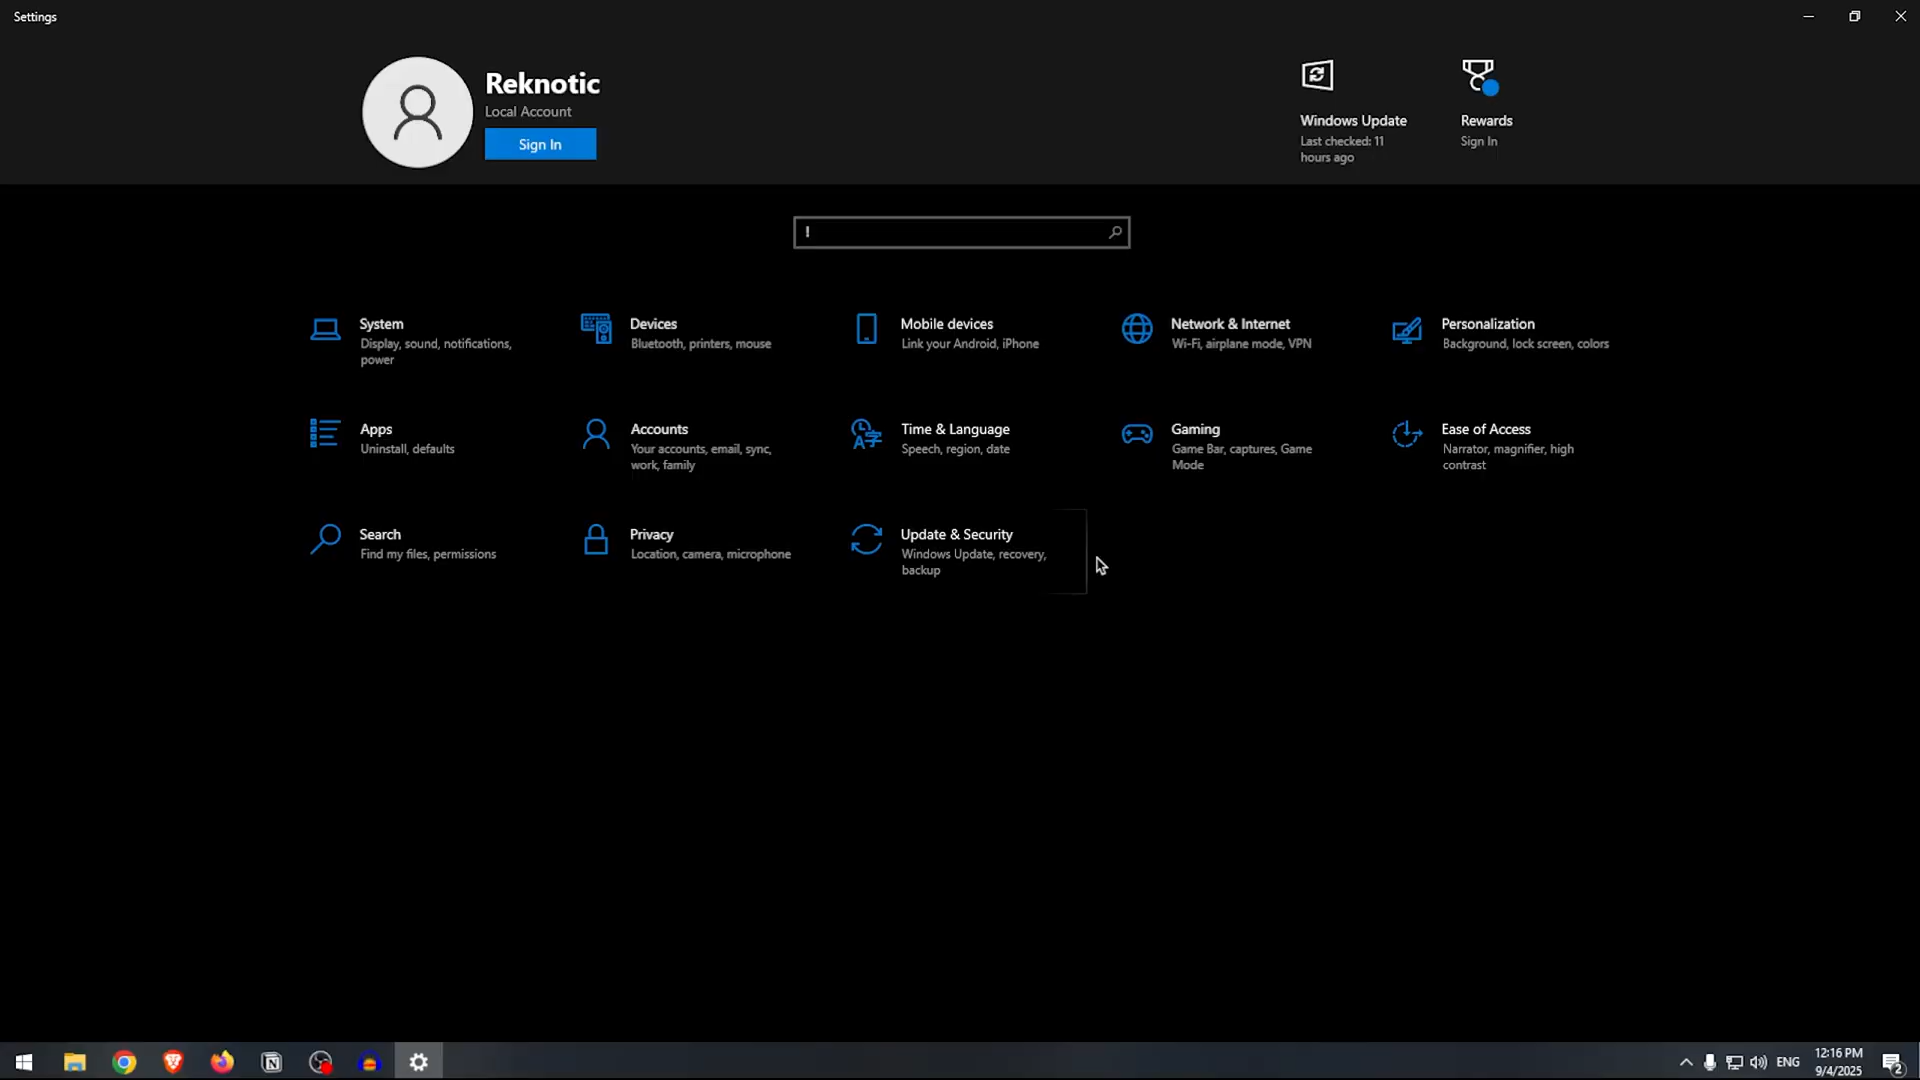 Settings
Reknotic
Local Account
Sign In
Windows Update
Last checked: 11
hours ago
Rewards
Sign In
System
Display, sound, notifications,
power
Devices
Bluetooth, printers, mouse
Mobile devices
Link your Android, iPhone
Network & Internet
Wi-Fi, airplane mode, VPN
Personalization
Background, lock screen, colors
Apps
Uninstall, defaults
Accounts
Your accounts, email, sync,
work, family
Time & Language
Speech, region, date
Gaming
Game Bar, captures, Game
Mode
Ease of Access
Narrator, magnifier, high
contrast
Search
Find my files, permissions
Privacy
Location, camera, microphone
Update & Security
Windows Update, recovery,
backup
ENG
12:16 PM
9/4/2025
2